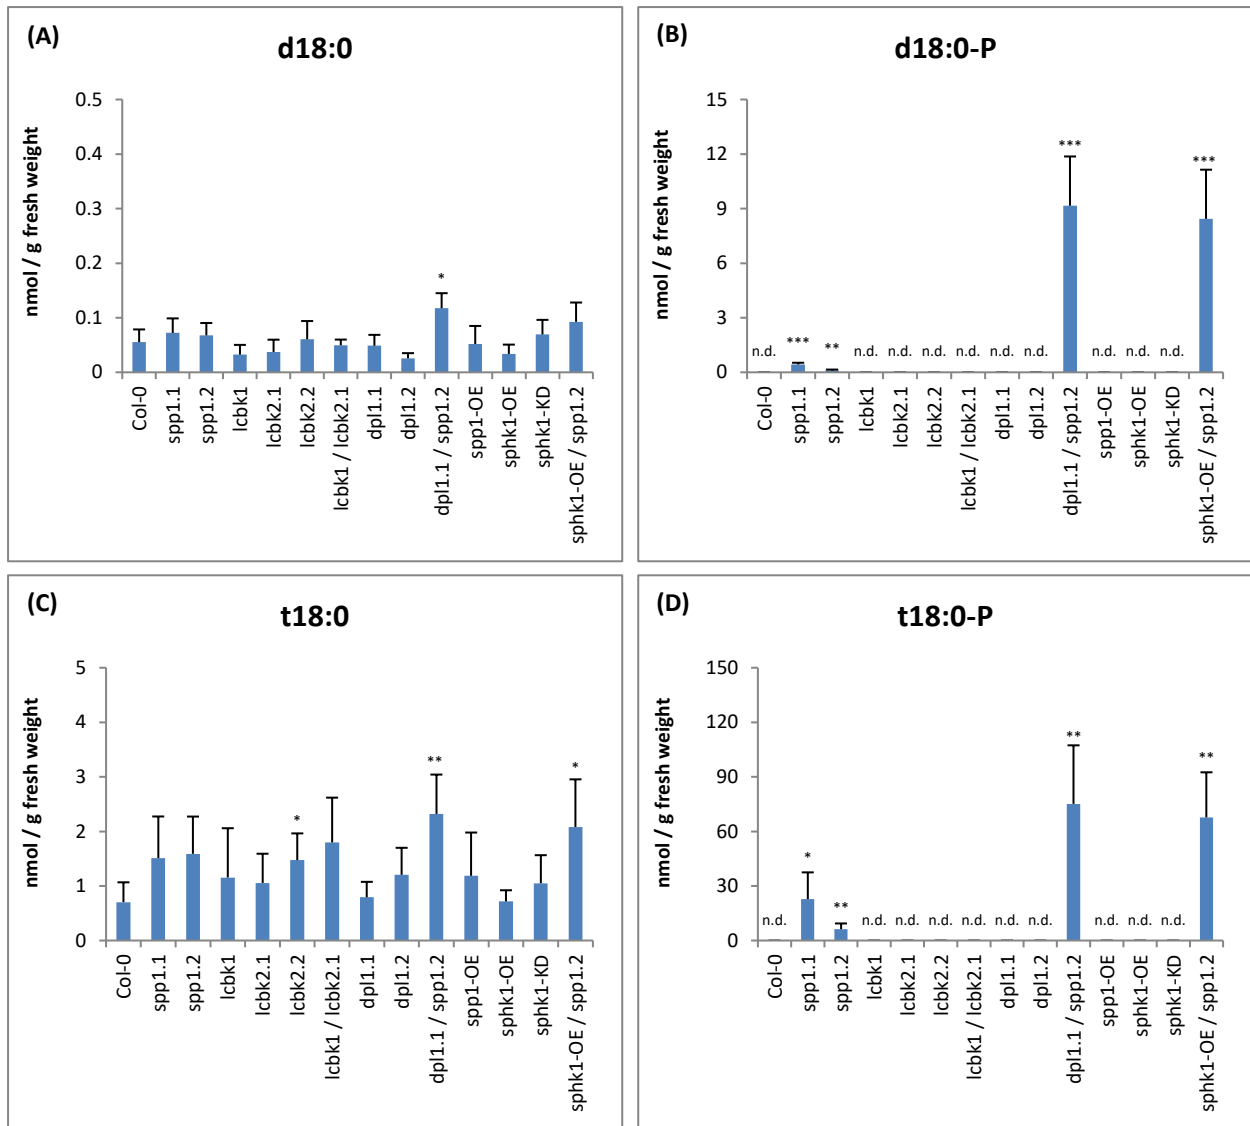 (A)
d18:0
nmol / g fresh weight
0.5
0.4
0.3
0.2
0.1
0
*
Col-0
spp1.1
spp1.2
lcbk1
lcbk2.1
lcbk2.2
lcbk1 / lcbk2.1
dpl1.1
dpl1.2
dpl1.1 / spp1.2
spp1-OE
sphk1-OE
sphk1-KD
sphk1-OE / spp1.2
(B)
d18:0-P
nmol / g fresh weight
15
12
9
6
3
0
n.d. *** ** n.d. n.d. n.d. n.d. n.d. n.d. *** n.d. n.d. n.d. ***
Col-0
spp1.1
spp1.2
lcbk1
lcbk2.1
lcbk2.2
lcbk1 / lcbk2.1
dpl1.1
dpl1.2
dpl1.1 / spp1.2
spp1-OE
sphk1-OE
sphk1-KD
sphk1-OE / spp1.2
(C)
t18:0
nmol / g fresh weight
5
4
3
2
1
0
* ** *
Col-0
spp1.1
spp1.2
lcbk1
lcbk2.1
lcbk2.2
lcbk1 / lcbk2.1
dpl1.1
dpl1.2
dpl1.1 / spp1.2
spp1-OE
sphk1-OE
sphk1-KD
sphk1-OE / spp1.2
(D)
t18:0-P
nmol / g fresh weight
150
120
90
60
30
0
n.d. * ** n.d. n.d. n.d. n.d. n.d. n.d. ** n.d. n.d. n.d. **
Col-0
spp1.1
spp1.2
lcbk1
lcbk2.1
lcbk2.2
lcbk1 / lcbk2.1
dpl1.1
dpl1.2
dpl1.1 / spp1.2
spp1-OE
sphk1-OE
sphk1-KD
sphk1-OE / spp1.2